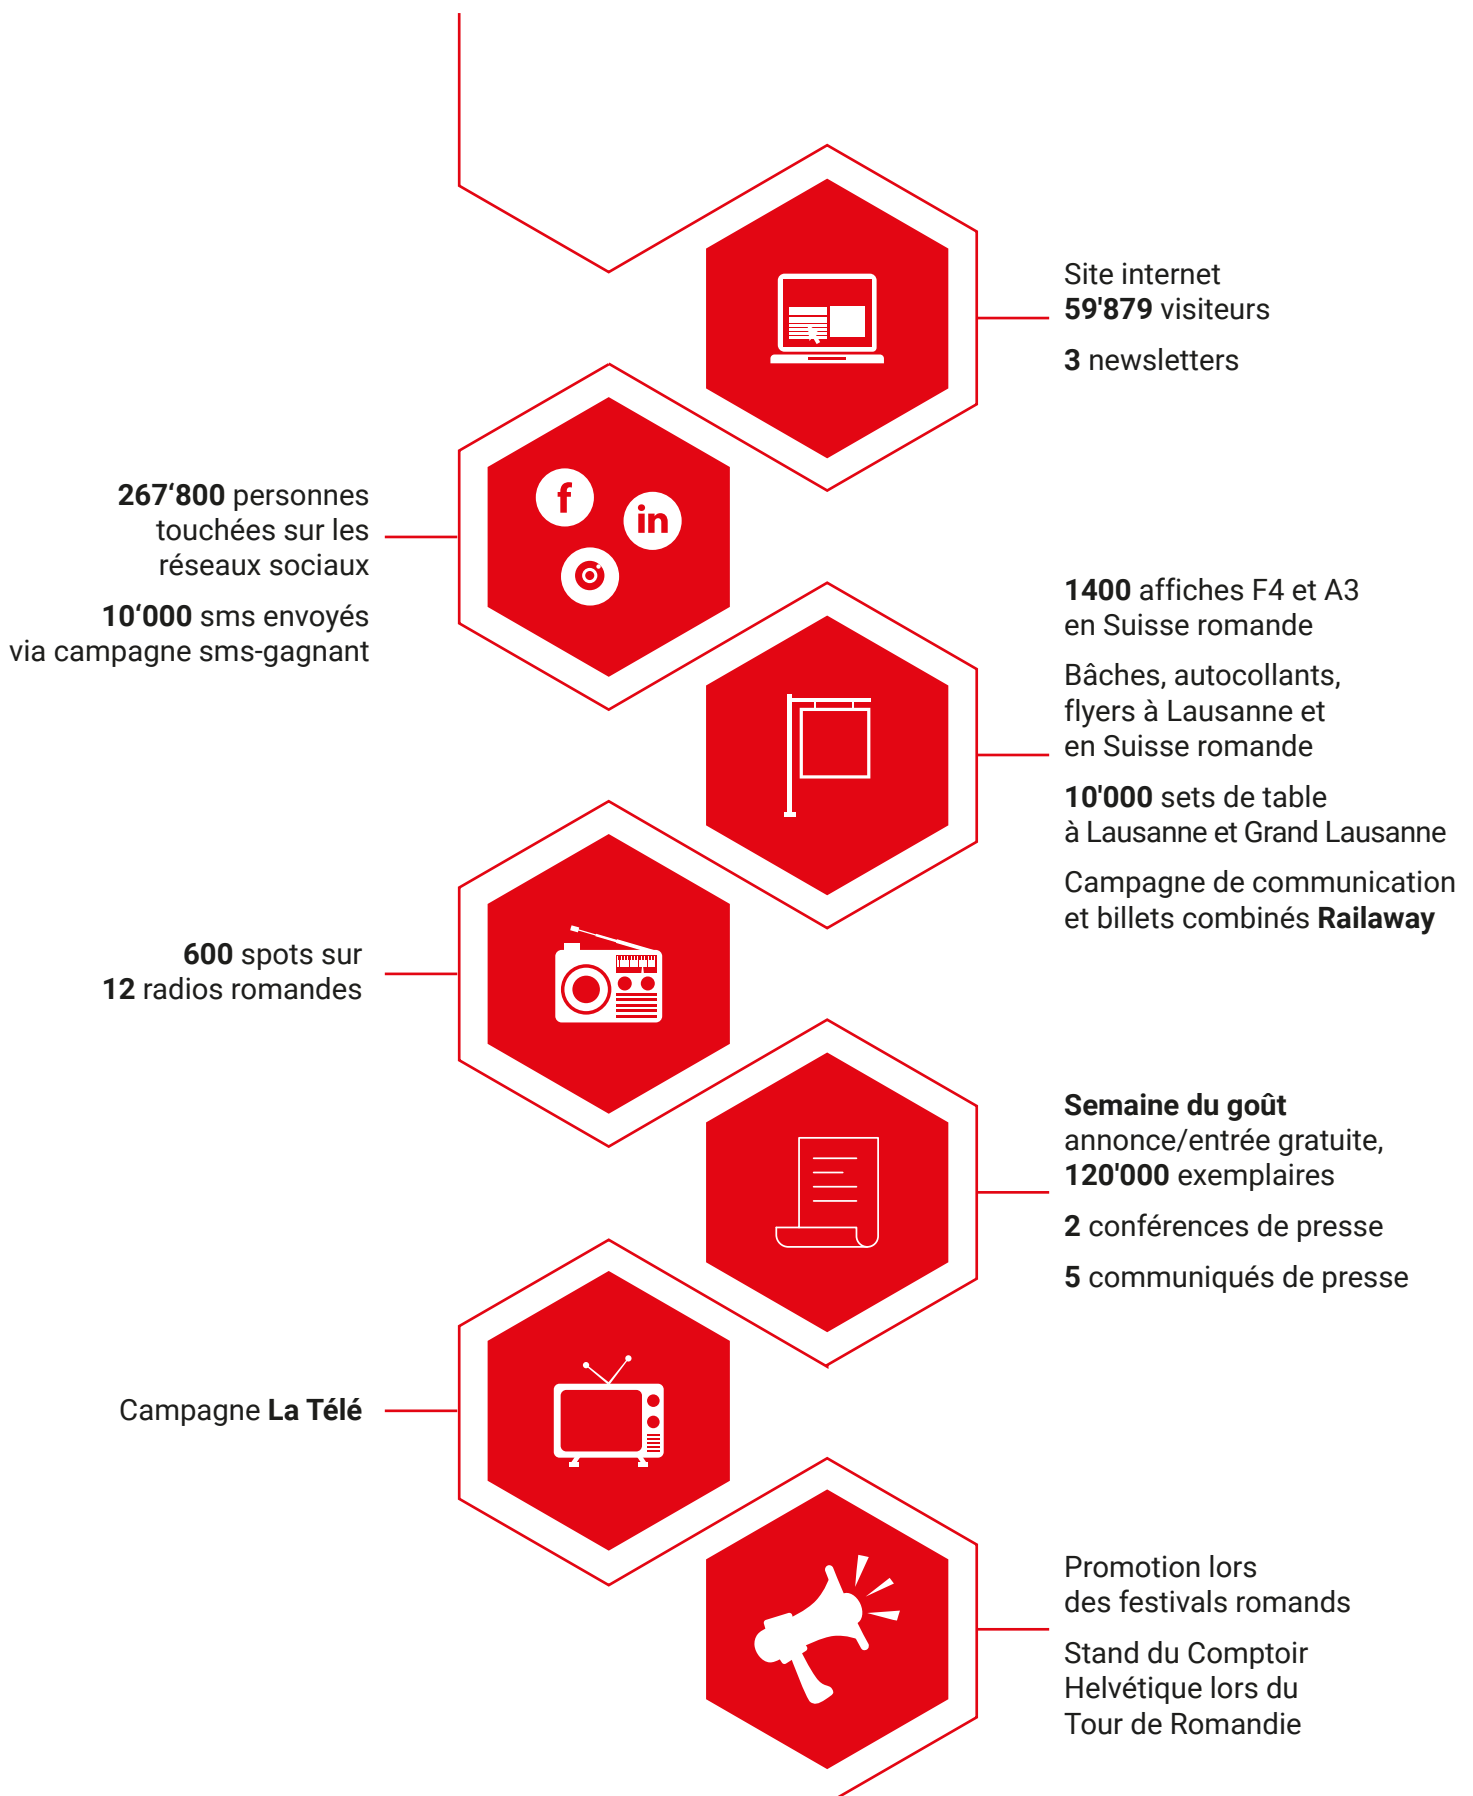 Site internet
59'879 visiteurs
3 newsletters
f
in
267‘800 personnes
touchées sur les
réseaux sociaux
10‘000 sms envoyés
via campagne sms-gagnant
1400 affiches F4 et A3
en Suisse romande
Bâches, autocollants,
flyers à Lausanne et
en Suisse romande
10'000 sets de table
à Lausanne et Grand Lausanne
Campagne de communication
et billets combinés Railaway
600 spots sur
12 radios romandes
Semaine du goût
annonce/entrée gratuite,
120'000 exemplaires
2 conférences de presse
5 communiqués de presse
Campagne La Télé
Promotion lors
des festivals romands
Stand du Comptoir
Helvétique lors du
Tour de Romandie